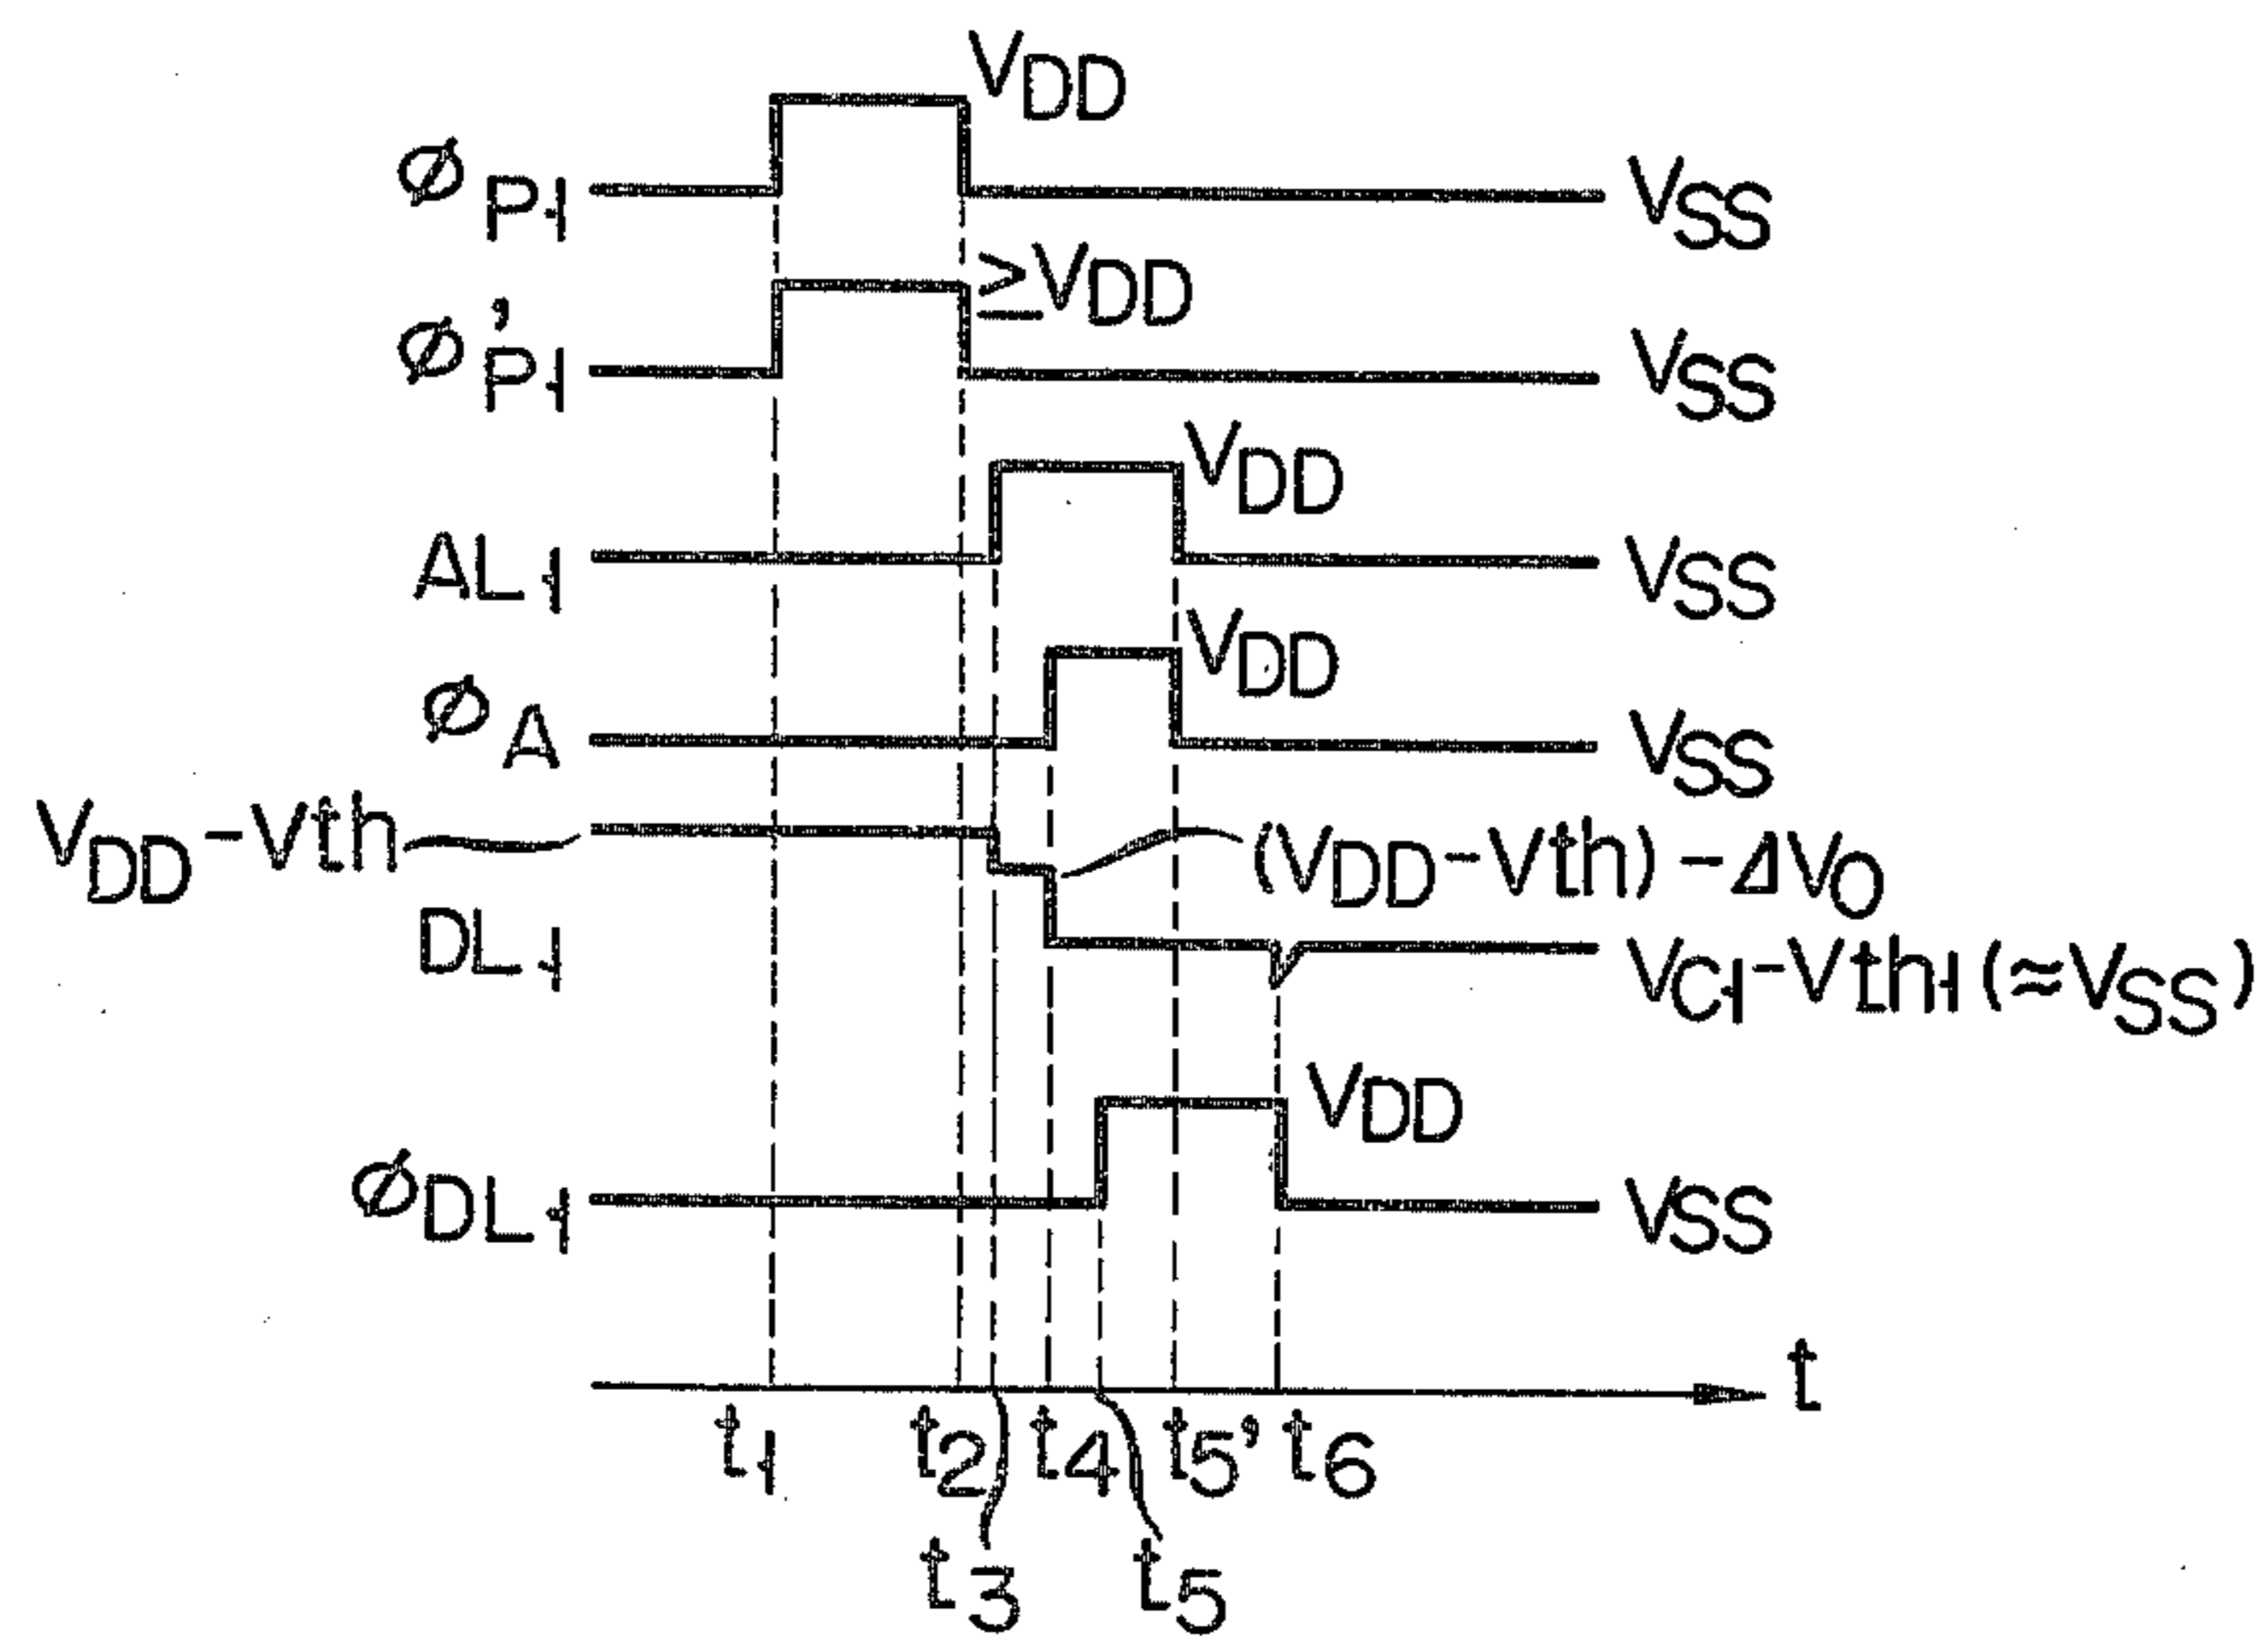 VDD
øP1
VSS
≥VDD
ø'P1
VSS
VDD
AL1
VSS
VDD
øA
VSS
VDD-Vth
(VDD-Vth)-ΔVO
DL1
VC1-Vth1(≈VSS)
VDD
øDL1
VSS
t
t1 t2 t4 t5' t6
t3 t5